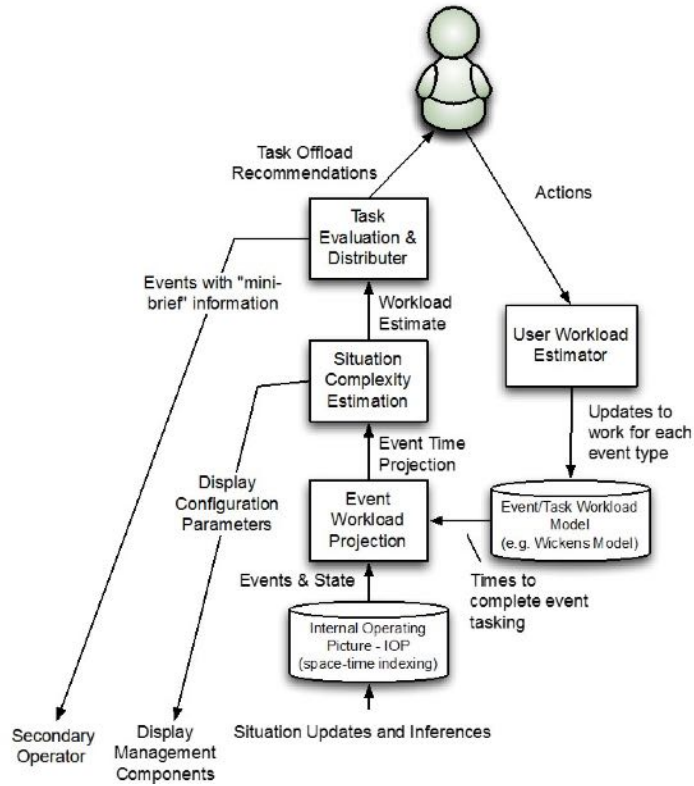 Task Offload
Recommendations
Actions
Task
Evaluation &
Distributer
Events with "mini-
brief" information
Workload
Estimate
User Workload
Estimator
Situation
Complexity
Estimation
Updates to
work for each
event type
Event Time
Projection
Display
Configuration
Parameters
Event
Workload
Projection
Event/Task Workload
Model
(e.g. Wickens Model)
Events & State
Times to
complete event
tasking
Internal Operating
Picture - IOP
(space-time indexing)
Situation Updates and Inferences
Secondary
Operator
Display
Management
Components